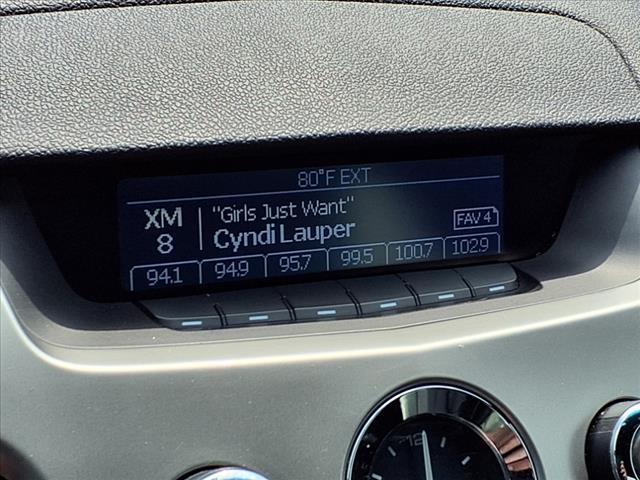 80°F EXT
XM "Girls Just Want"
8 Cyndi Lauper FAV 4
94.1 94.9 95.7 99.5 100.7 102.9
12